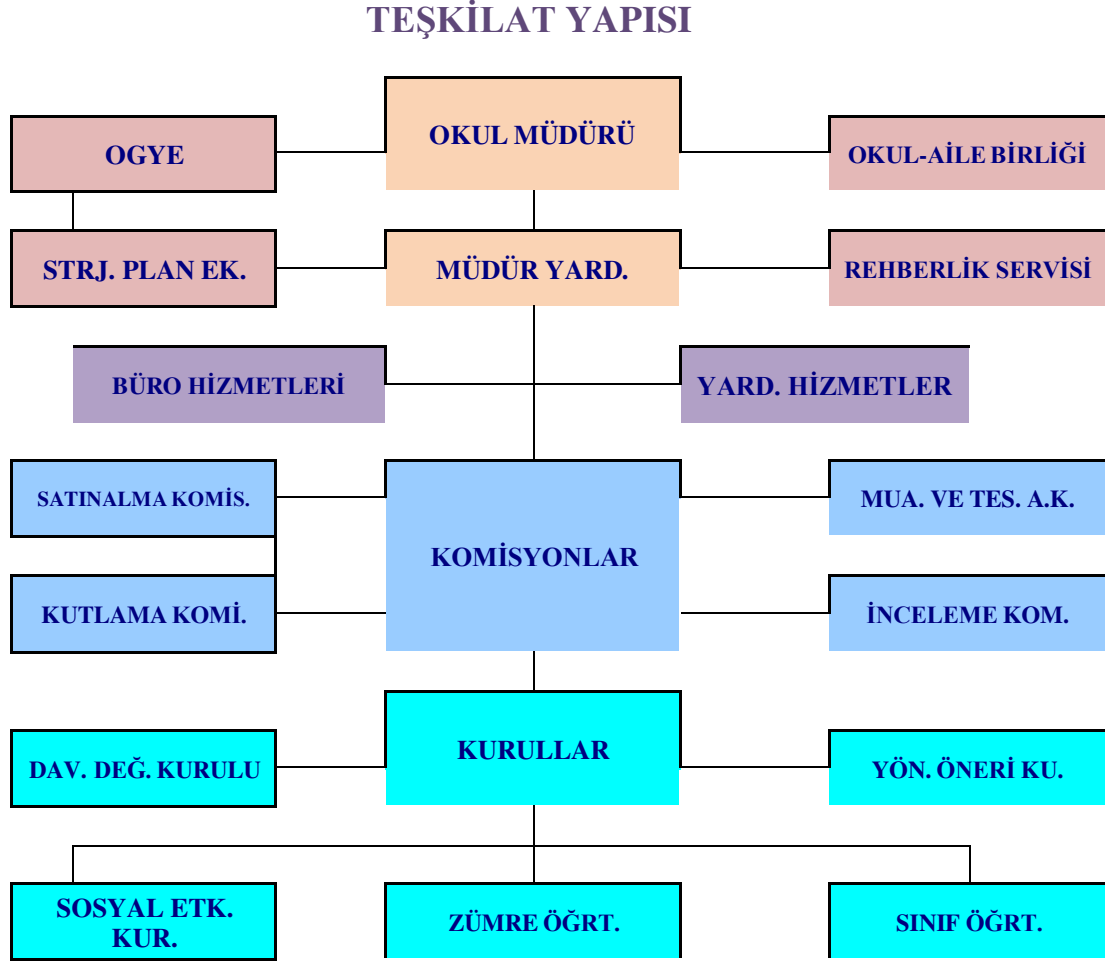 TEŞKİLAT YAPISI
OKUL MÜDÜRÜ
OGYE
OKUL-AİLE BİRLİĞİ
STRJ. PLAN EK.
MÜDÜR YARD.
REHBERLİK SERVİSİ
BÜRO HİZMETLERİ
YARD. HİZMETLER
SATINALMA KOMİS.
MUA. VE TES. A.K.
KOMİSYONLAR
KUTLAMA KOMİ.
İNCELEME KOM.
KURULLAR
DAV. DEĞ. KURULU
YÖN. ÖNERİ KU.
SOSYAL ETK.
KUR.
ZÜMRE ÖĞRT.
SINIF ÖĞRT.